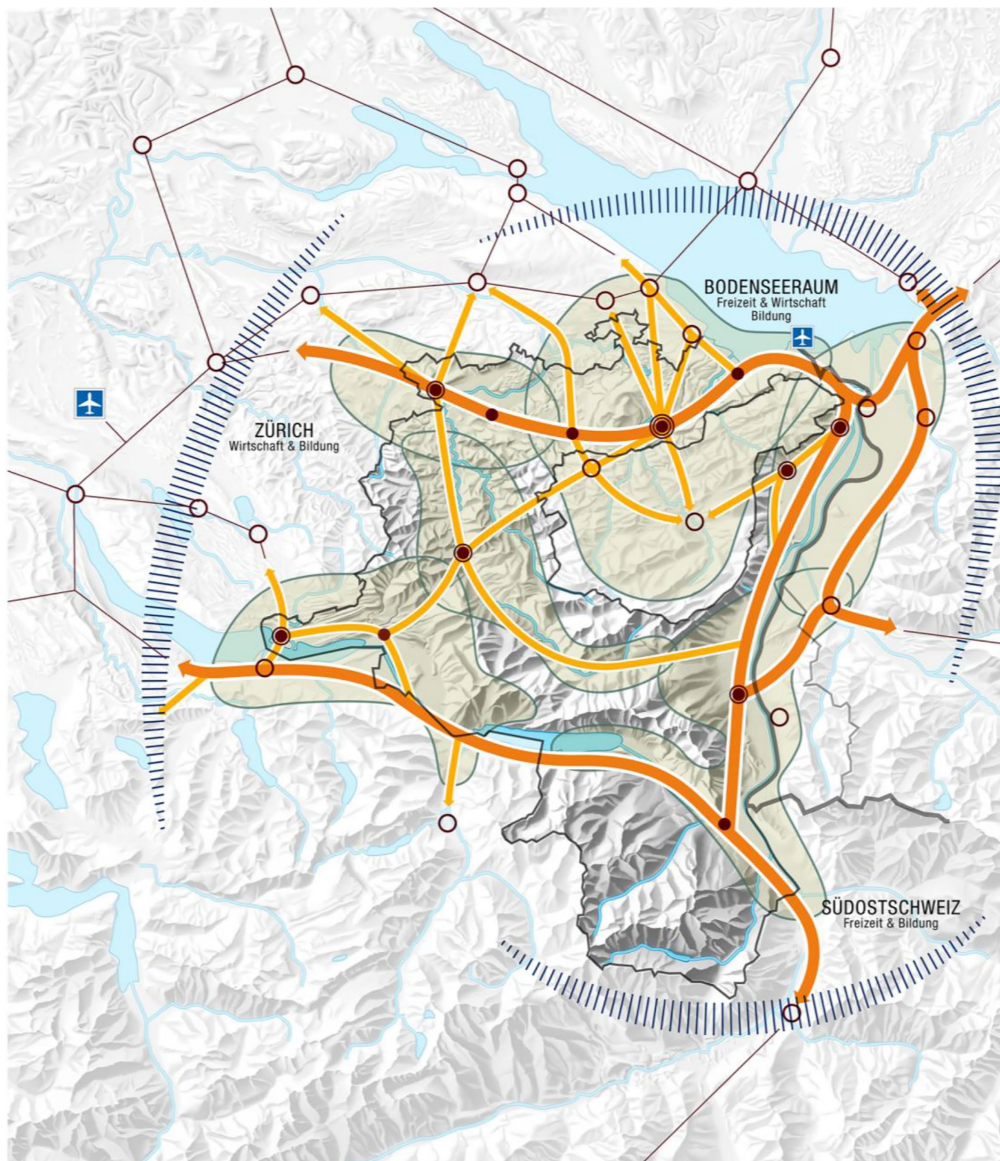 BODENSEERAUM
Freizeit & Wirtschaft
Bildung
ZÜRICH
Wirtschaft & Bildung
SÜDOSTSCHWEIZ
Freizeit & Bildung